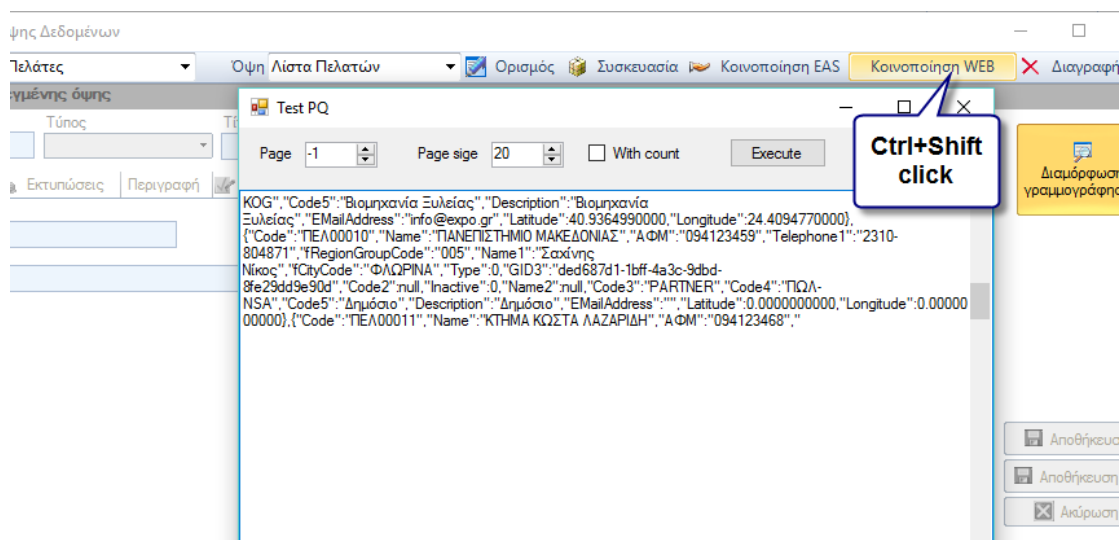 ψης Δεδομένων
Πελάτες Όψη Λίστα Πελατών Ορισμός Συσκευασία Κοινοποίηση EAS Κοινοποίηση WEB Διαγραφή
γμένης όψης
Test PQ
Τύπος Τί
Ctrl+Shift
click
Page -1 Page sige 20 With count Execute
Διαμόρφωση
γραμμογράφησ
Εκτυπώσεις Περιγραφή
KOG","Code5":"Βιομηχανία Ξυλείας","Description":"Βιομηχανία
Ξυλείας","EMailAddress":"info@expo.gr","Latitude":40.9364990000,"Longitude":24.4094770000},
{"Code":"ΠΕΛ00010","Name":"ΠΑΝΕΠΙΣΤΗΜΙΟ ΜΑΚΕΔΟΝΙΑΣ","ΑΦΜ":"094123459","Telephone1":"2310-
804871","fRegionGroupCode":"005","Name1":"Σαχίνης
Νίκος","fCityCode":"ΦΛΩΡΙΝΑ","Type":0,"GID3":"ded687d1-1bff-4a3c-9dbd-
8fe29dd9e90d","Code2":null,"Inactive":0,"Name2":null,"Code3":"PARTNER","Code4":"ΠΩΛ-
NSA","Code5":"Δημόσιο","Description":"Δημόσιο","EMailAddress":"","Latitude":0.0000000000,"Longitude":0.00000
00000},{"Code":"ΠΕΛ00011","Name":"ΚΤΗΜΑ ΚΩΣΤΑ ΛΑΖΑΡΙΔΗ","ΑΦΜ":"094123468","
Αποθήκευσ
Αποθήκευση
Ακύρωση